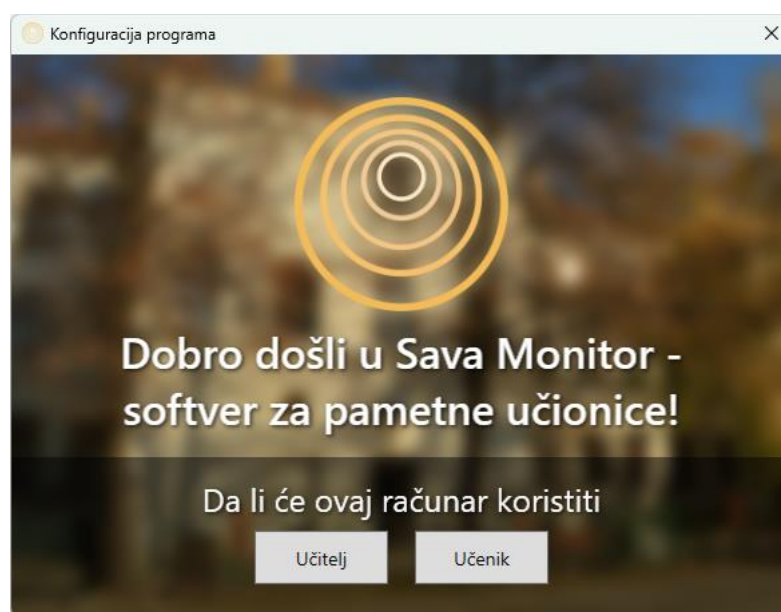 Konfiguracija programa
Dobro došli u Sava Monitor -
softver za pametne učionice!
Da li će ovaj računar koristiti
Učitelj
Učenik